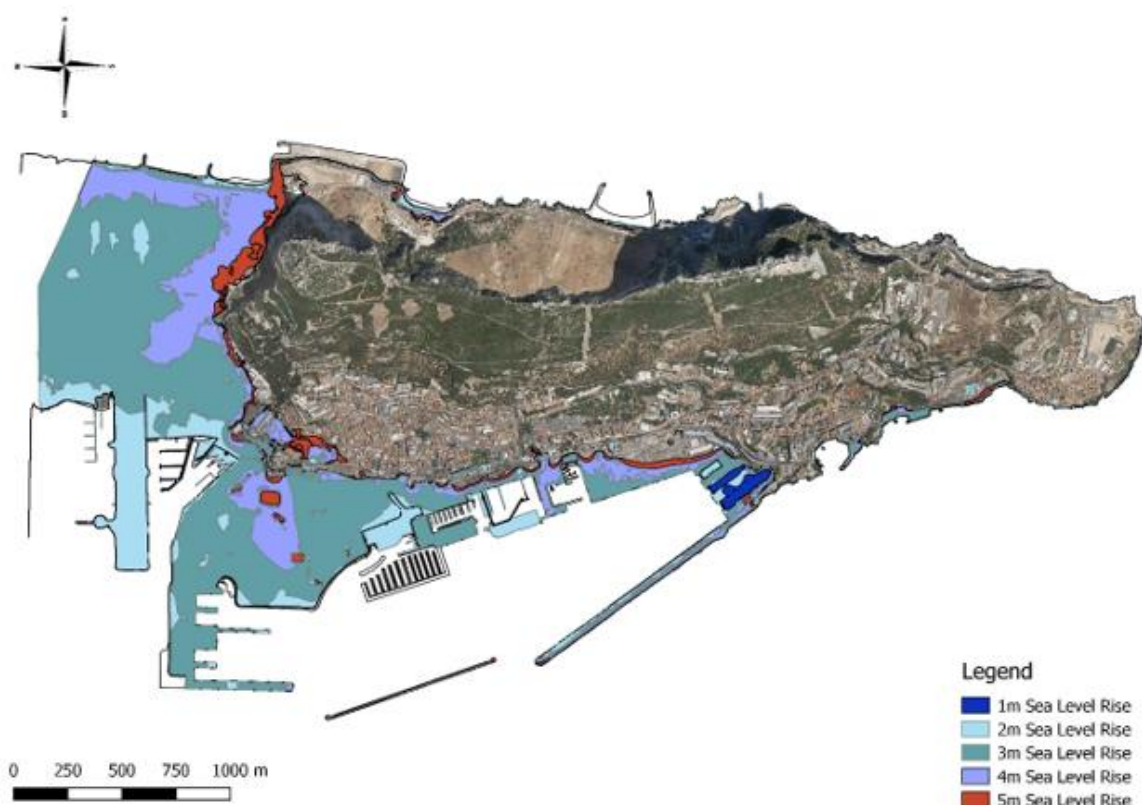 Legend
1m Sea Level Rise
2m Sea Level Rise
3m Sea Level Rise
4m Sea Level Rise
5m Sea Level Rise
0 250 500 750 1000 m